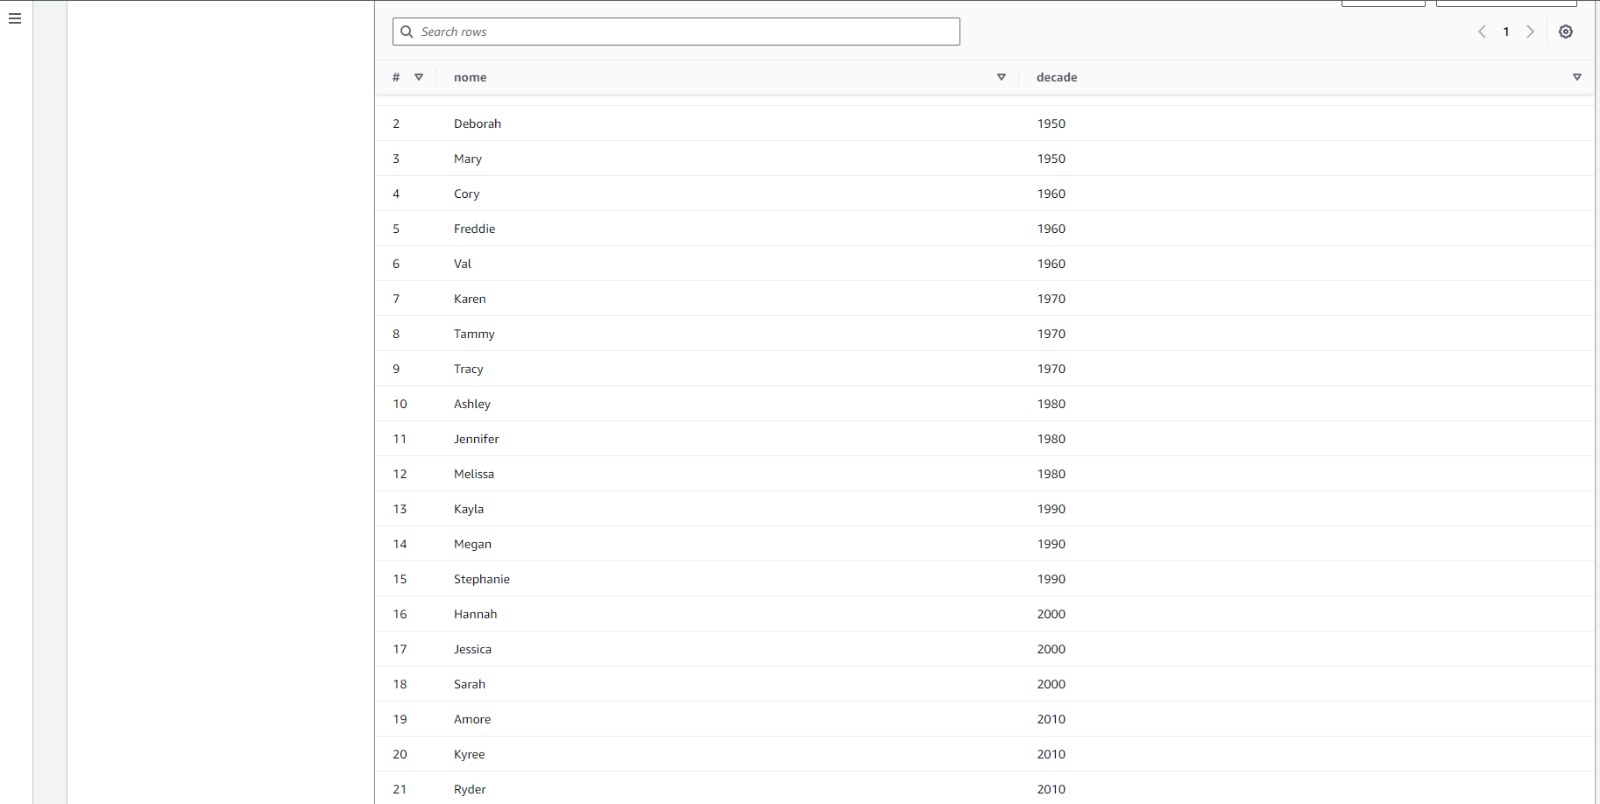 Search rows
1
# nome decade
2 Deborah 1950
3 Mary 1950
4 Cory 1960
5 Freddie 1960
6 Val 1960
7 Karen 1970
8 Tammy 1970
9 Tracy 1970
10 Ashley 1980
11 Jennifer 1980
12 Melissa 1980
13 Kayla 1990
14 Megan 1990
15 Stephanie 1990
16 Hannah 2000
17 Jessica 2000
18 Sarah 2000
19 Amore 2010
20 Kyree 2010
21 Ryder 2010